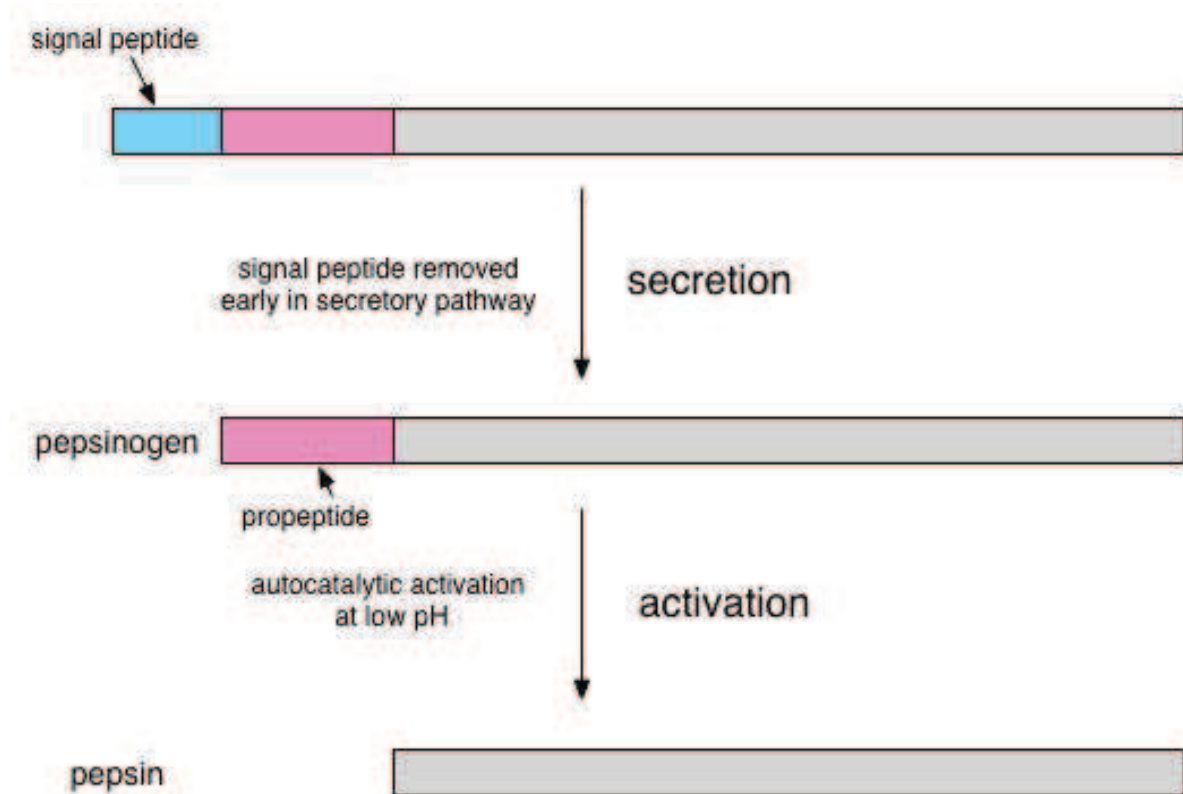 signal peptide
signal peptide removed
early in secretory pathway
secretion
pepsinogen
propeptide
autocatalytic activation
at low pH
activation
pepsin